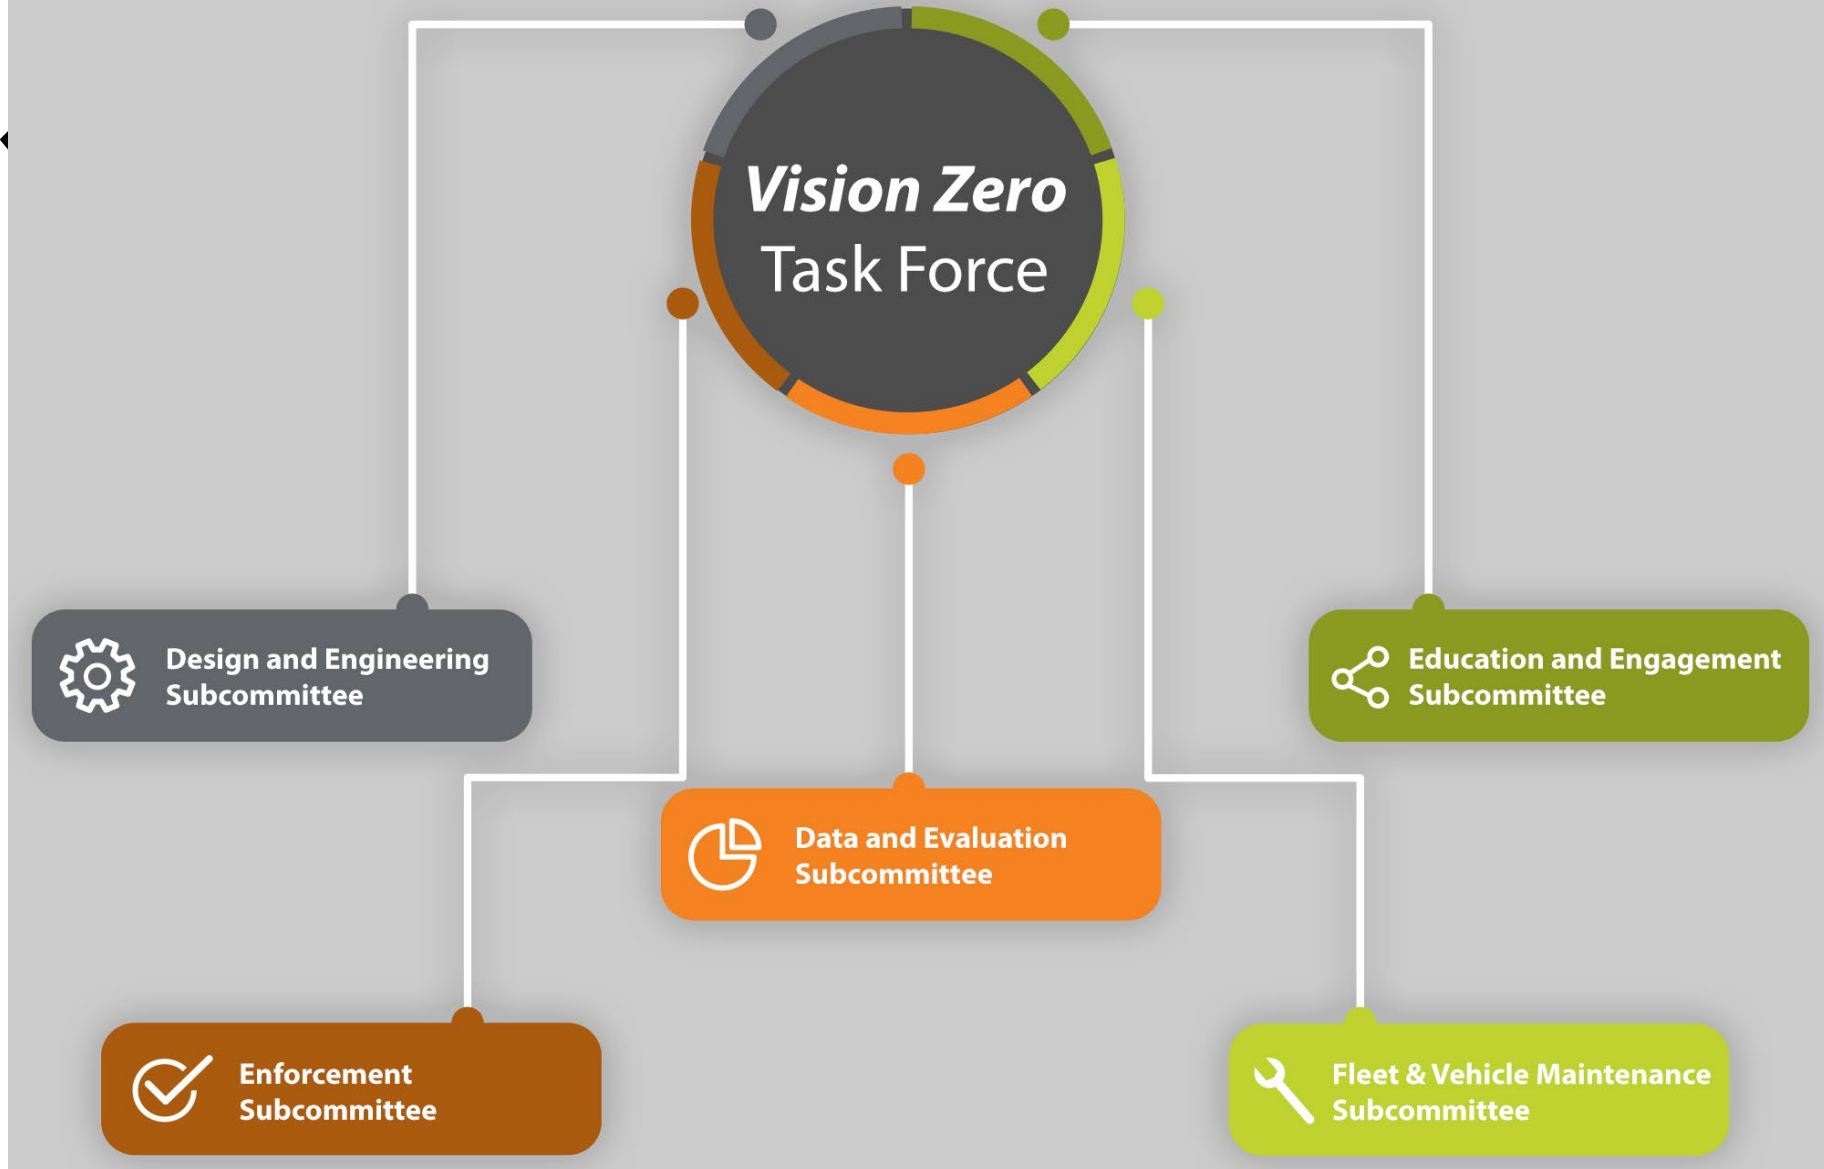 Vision Zero
Task Force
Design and Engineering
Subcommittee
Education and Engagement
Subcommittee
Data and Evaluation
Subcommittee
Enforcement
Subcommittee
Fleet & Vehicle Maintenance
Subcommittee